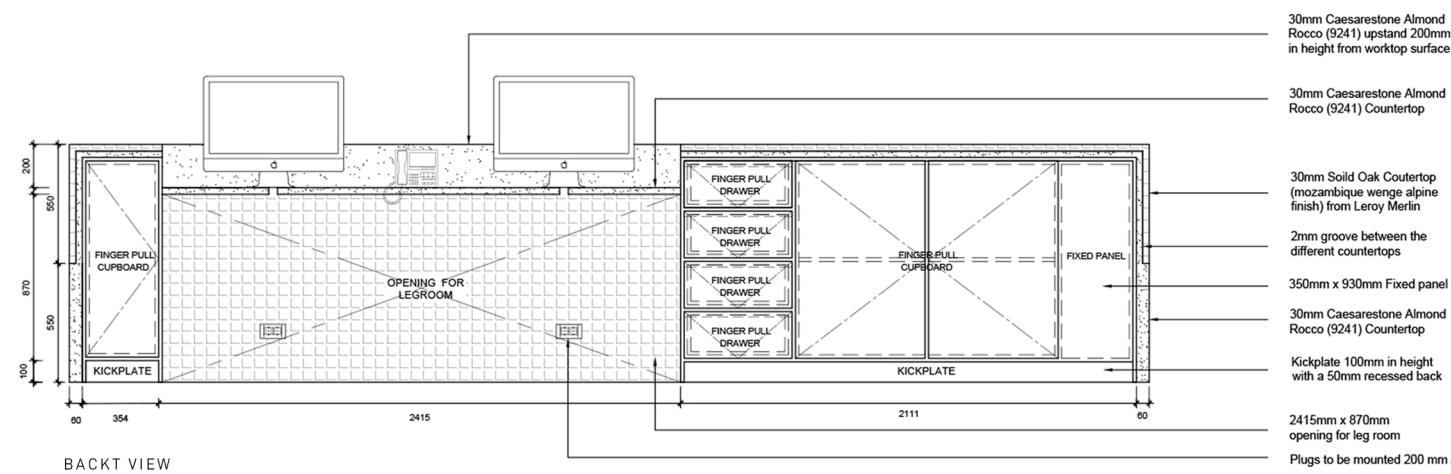 30mm Caesarestone Almond
Rocco (9241) upstand 200mm
in height from worktop surface
30mm Caesarestone Almond
Rocco (9241) Countertop
30mm Soild Oak Coutertop
(mozambique wenge alpine
finish) from Leroy Merlin
2mm groove between the
different countertops
350mm x 930mm Fixed panel
30mm Caesarestone Almond
Rocco (9241) Countertop
Kickplate 100mm in height
with a 50mm recessed back
2415mm x 870mm
opening for leg room
Plugs to be mounted 200 mm
200
550
870
550
100
FINGER PULL
CUPBOARD
KICKPLATE
OPENING FOR
LEGROOM
FINGER PULL
DRAWER
FINGER PULL
DRAWER
FINGER PULL
DRAWER
FINGER PULL
DRAWER
FINGER PULL
CUPBOARD
FIXED PANEL
KICKPLATE
60
354
2415
2111
60
BACKT VIEW